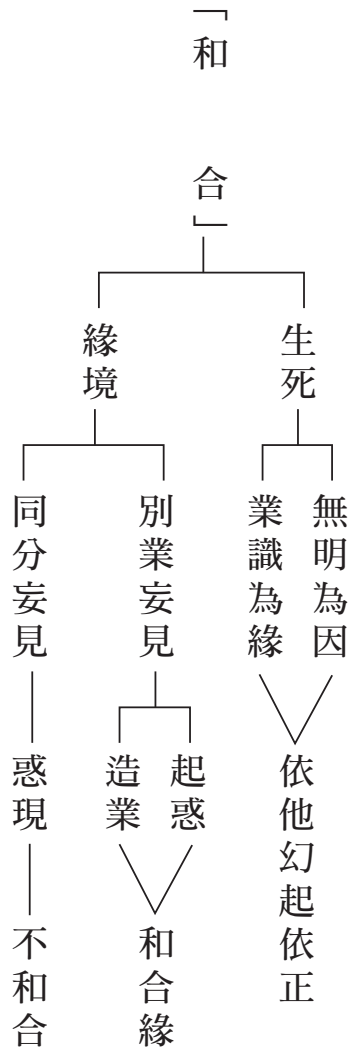 「和合」
生死
無明為因
業識為緣
依他幻起依正
緣境
別業妄見
起惑
造業
和合緣
同分妄見
惑現
不和合